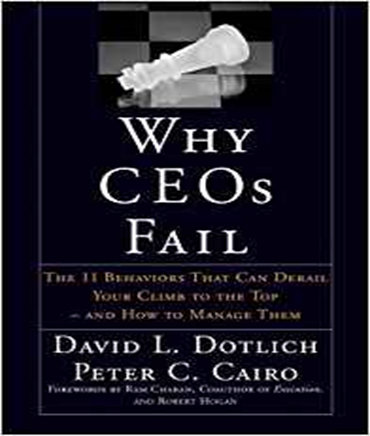 WHY
CEOS
FAIL
THE 11 BEHAVIORS THAT CAN DERAIL
YOUR CLIMB TO THE TOP
– AND HOW TO MANAGE THEM
DAVID L. DOTLICH
PETER C. CAIRO
FOREWORDS BY RAM CHARAN, COAUTHOR OF EXECUTION,
AND ROBERT HOGAN